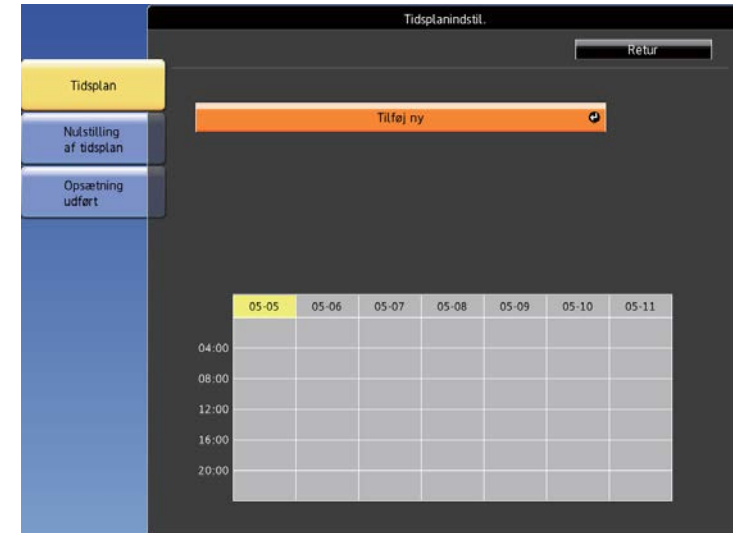 Tidsplanindstil.
Retur
Tidsplan
Tilføj ny
Nulstilling
af tidsplan
Opsætning
udført
05-05 05-06 05-07 05-08 05-09 05-10 05-11
04:00
08:00
12:00
16:00
20:00